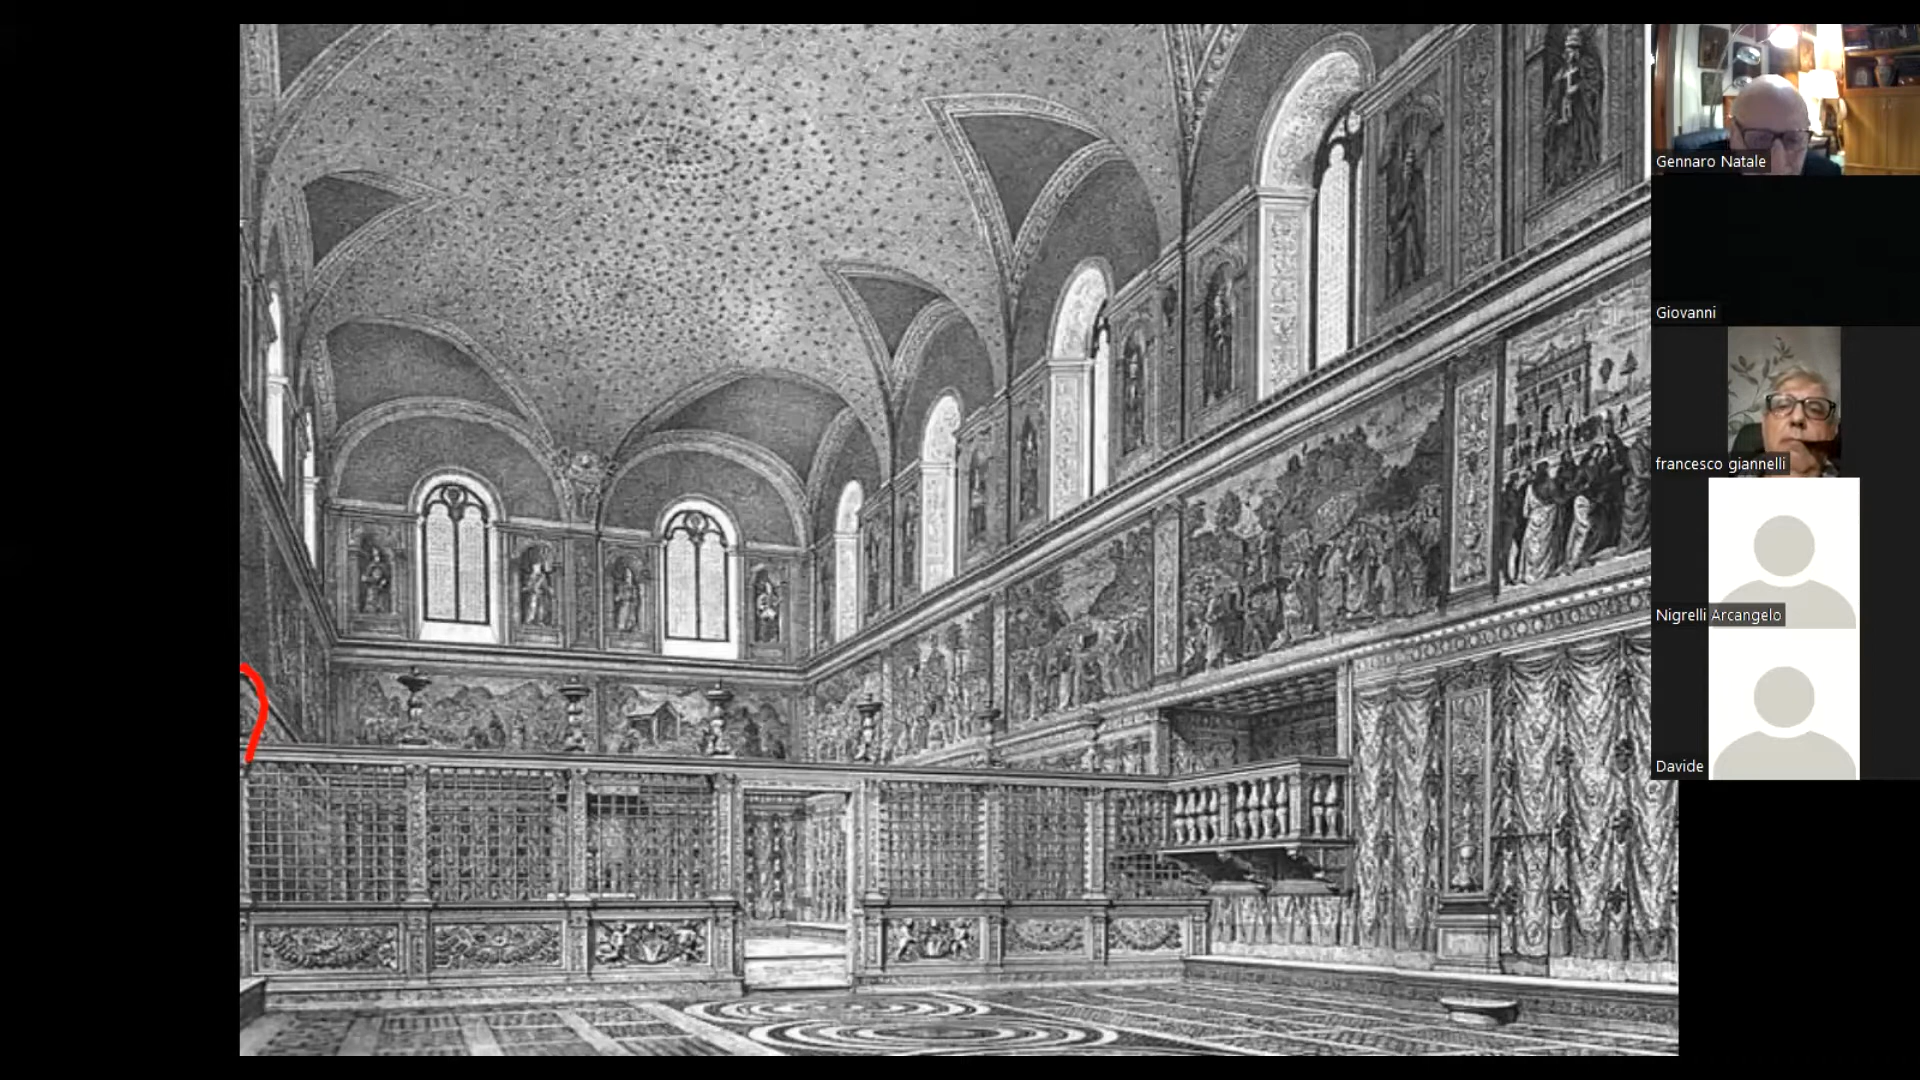 Gennaro Natale
Giovanni
francesco giannelli
Nigrelli Arcangelo
Davide